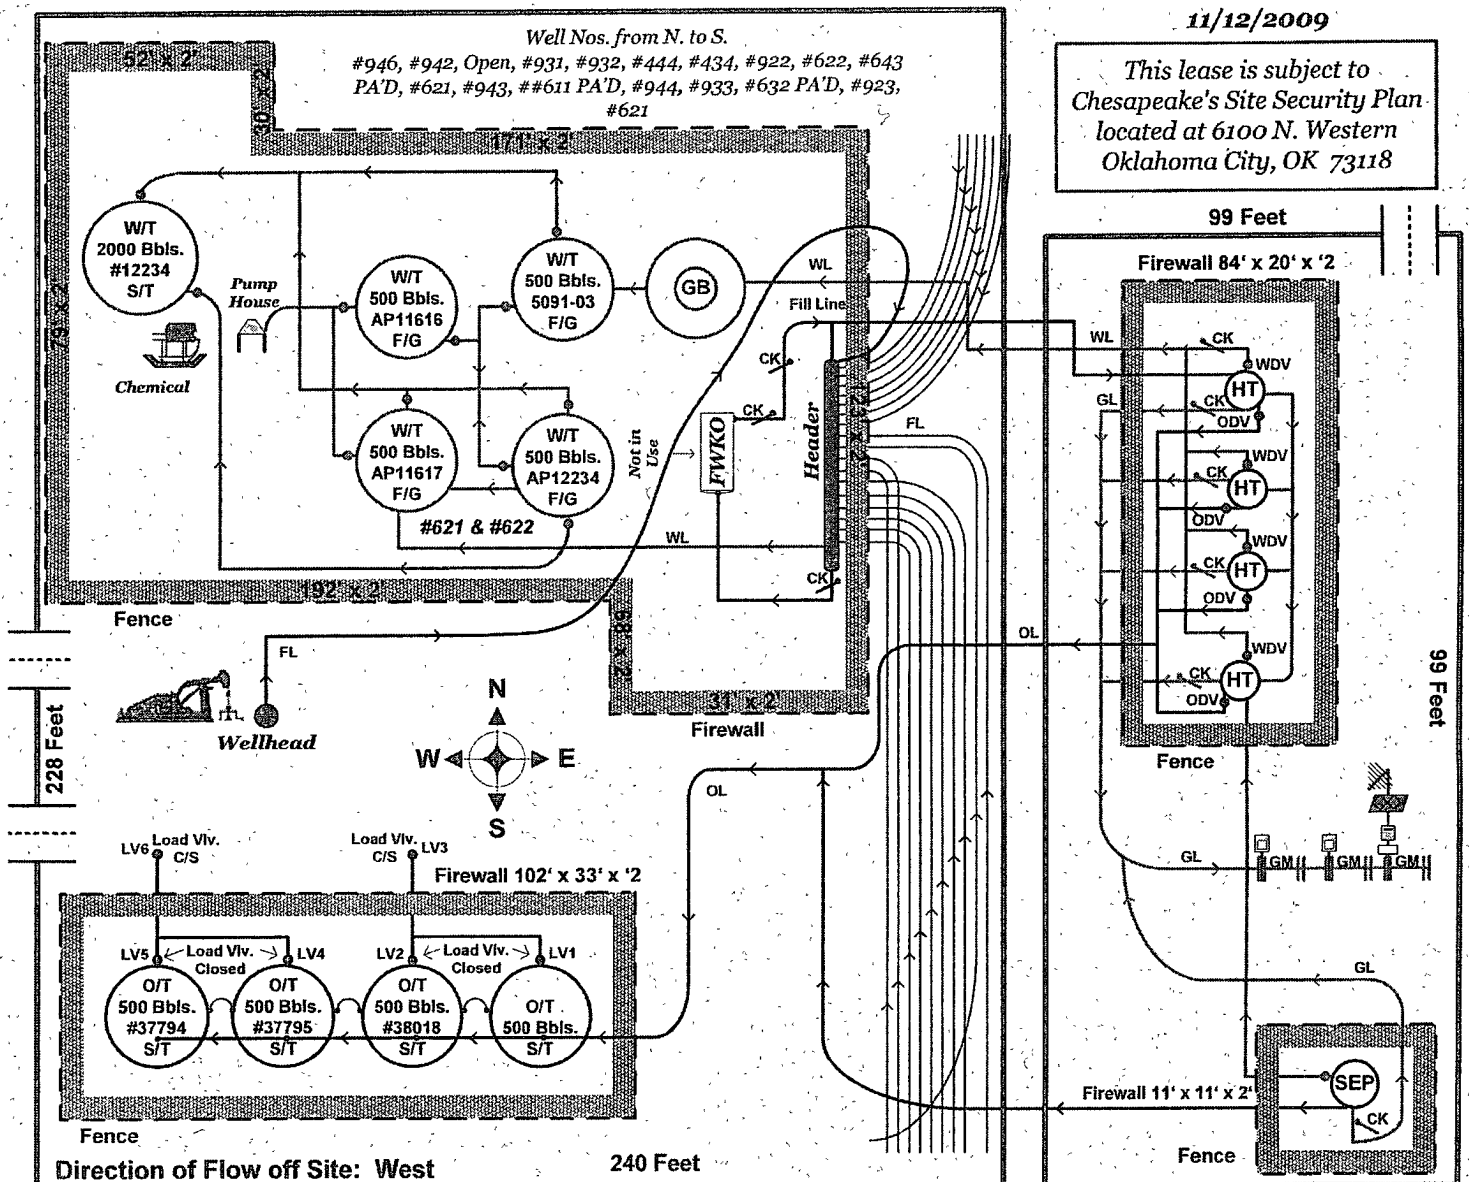 11/12/2009
This lease is subject to
Chesapeake's Site Security Plan
located at 6100 N. Western
Oklahoma City, OK 73118
Well Nos. from N. to S.
#946, #942, Open, #931, #932, #444, #434, #922, #622, #643
PA'D, #621, #943, ##611 PA'D, #944, #933, #632 PA'D, #923,
#621
52' x 2'
30' x 2'
171' x 2'
79' x 2'
W/T
2000 Bbls.
#12234
S/T
Pump
House
Chemical
W/T
500 Bbls.
AP11616
F/G
W/T
500 Bbls.
5091-03
F/G
GB
WL
Fill Line
CK
W/T
500 Bbls.
AP11617
F/G
W/T
500 Bbls.
AP12234
F/G
#621 & #622
Not in
Use
FWKO
CK
Header
123' x 2'
FL
WL
CK
192' x 2'
68' x 2'
31' x 2'
Firewall
Fence
FL
Wellhead
228 Feet
N
W
E
S
OL
OL
99 Feet
Firewall 84' x 20' x '2
WL
GL
CK
WDV
HT
CK
ODV
WDV
CK
HT
ODV
WDV
CK
HT
ODV
WDV
CK
HT
ODV
Fence
99 Feet
GL
GM
GM
GM
GL
LV6
Load Vlv.
C/S
Load Vlv.
C/S
LV3
Firewall 102' x 33' x '2
LV5
Load Vlv.
Closed
LV4
LV2
Load Vlv.
Closed
LV1
O/T
500 Bbls.
#37794
S/T
O/T
500 Bbls.
#37795
S/T
O/T
500 Bbls.
#38018
S/T
O/T
500 Bbls.
S/T
Fence
Firewall 11' x 11' x 2'
SEP
CK
Fence
Direction of Flow off Site: West
240 Feet